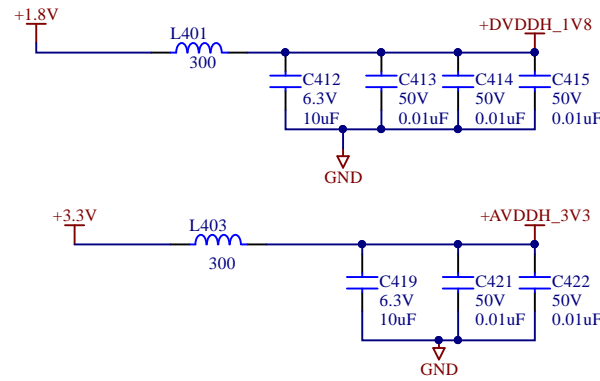 +1.8V
L401
300
+DVDDH_1V8
C412
6.3V
10uF
C413
50V
0.01uF
C414
50V
0.01uF
C415
50V
0.01uF
GND
+3.3V
L403
300
+AVDDH_3V3
C419
6.3V
10uF
C421
50V
0.01uF
C422
50V
0.01uF
GND